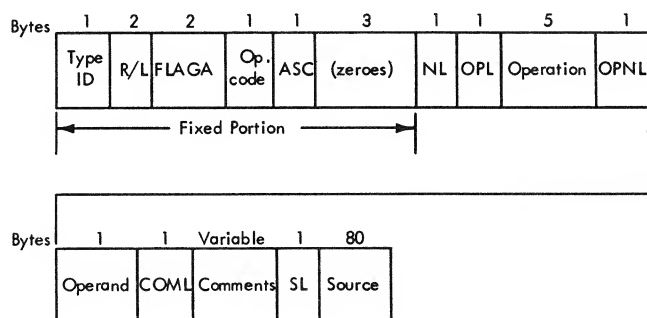 Bytes 1 2 2 1 1 3 1 1 5 1
Type ID R/L FLAGA Op. code ASC (zeroes) NL OPL Operation OPNL
Fixed Portion
Bytes 1 1 Variable 1 80
Operand COML Comments SL Source